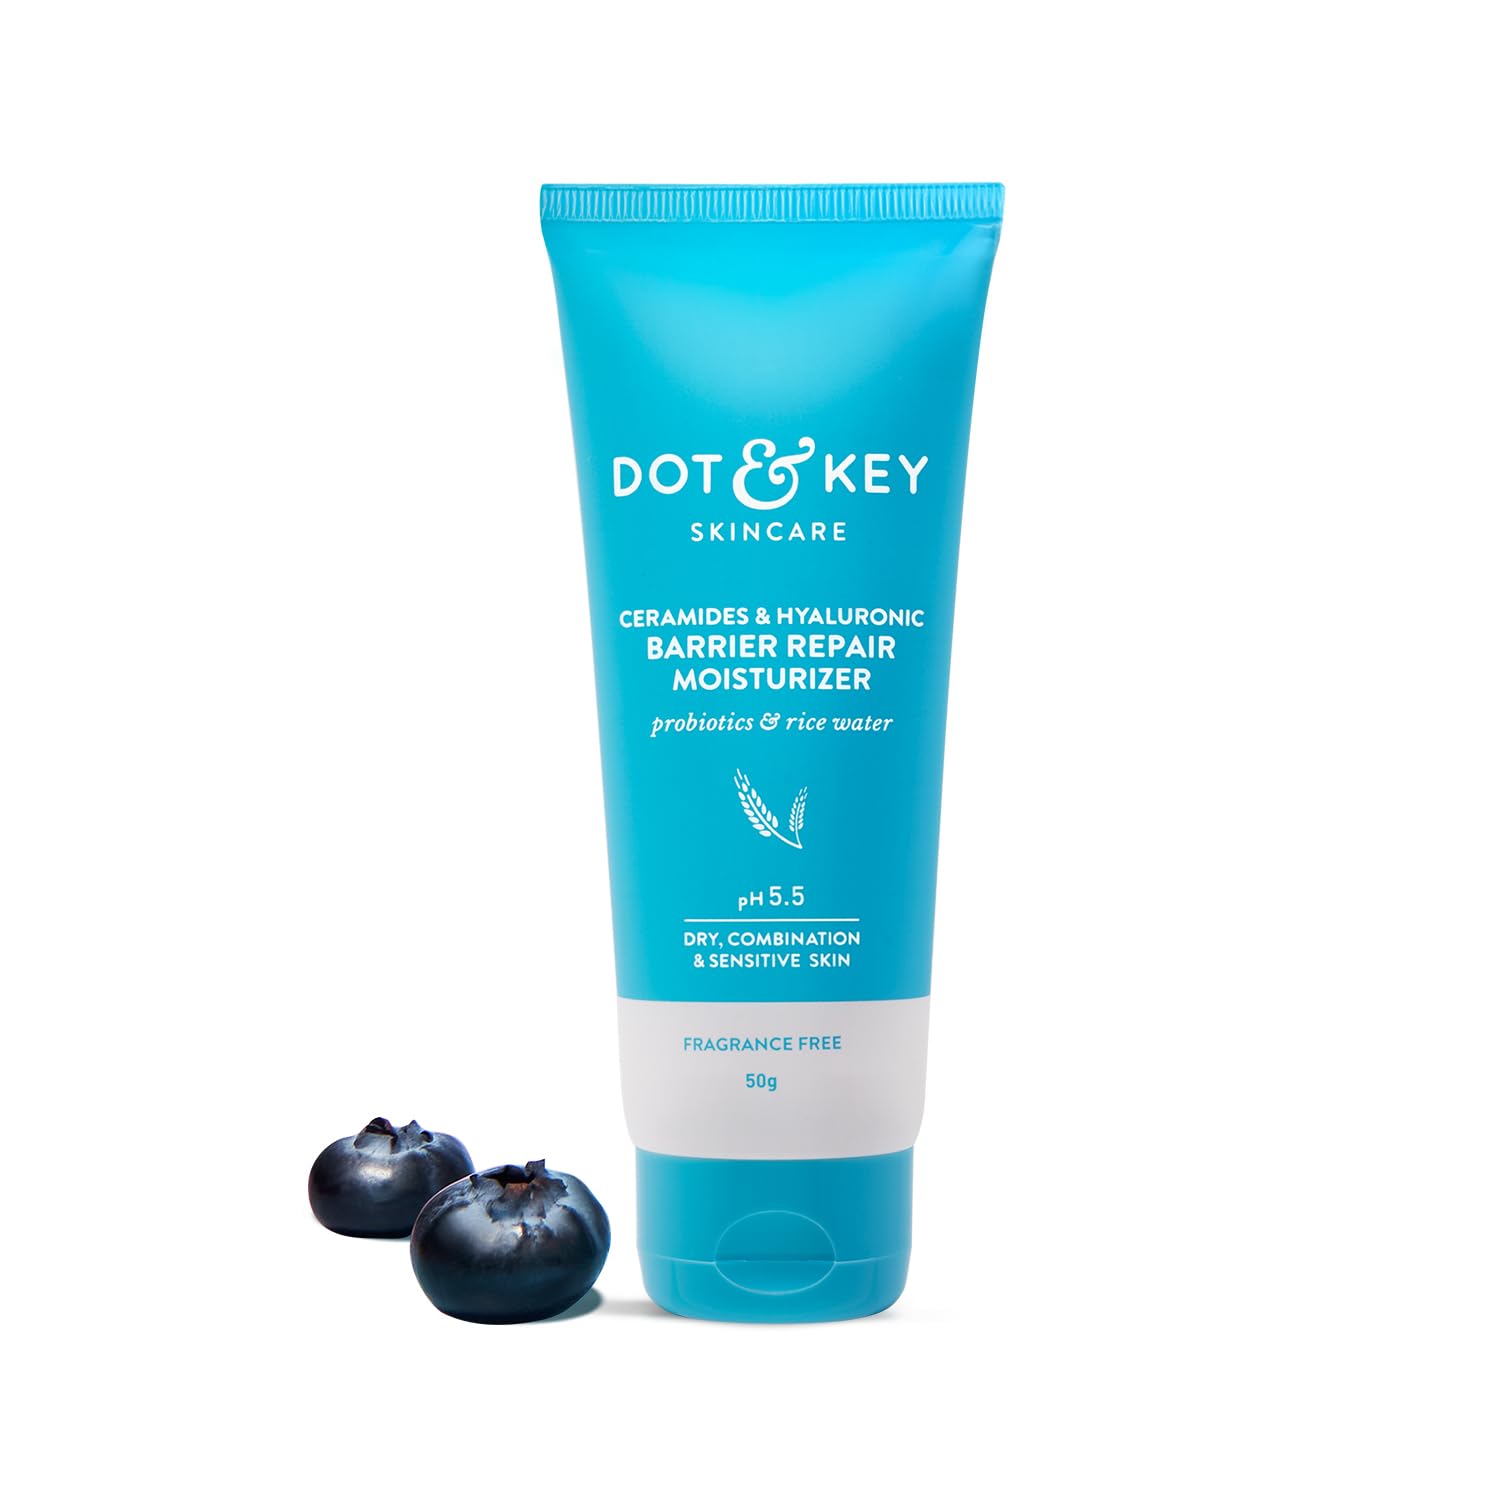 DOT & KEY
SKINCARE
CERAMIDES & HYALURONIC
BARRIER REPAIR
MOISTURIZER
probiotics & rice water
pH 5.5
DRY, COMBINATION
& SENSITIVE SKIN
FRAGRANCE FREE
50g